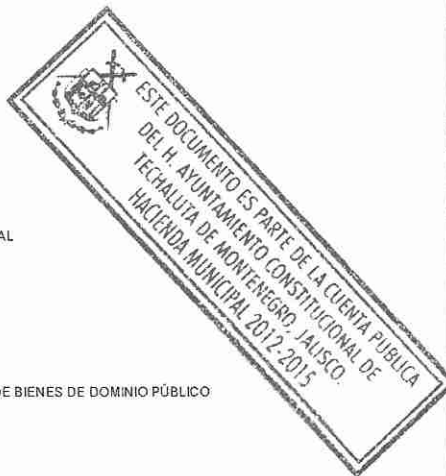 ESTE DOCUMENTO ES PARTE DE LA CUENTA PUBLICA
DEL H. AYUNTAMIENTO CONSTITUCIONAL DE
TECHALUTA DE MONTENEGRO, JALISCO.
HACIENDA MUNICIPAL 2012-2015
AL
DE BIENES DE DOMINIO PÚBLICO